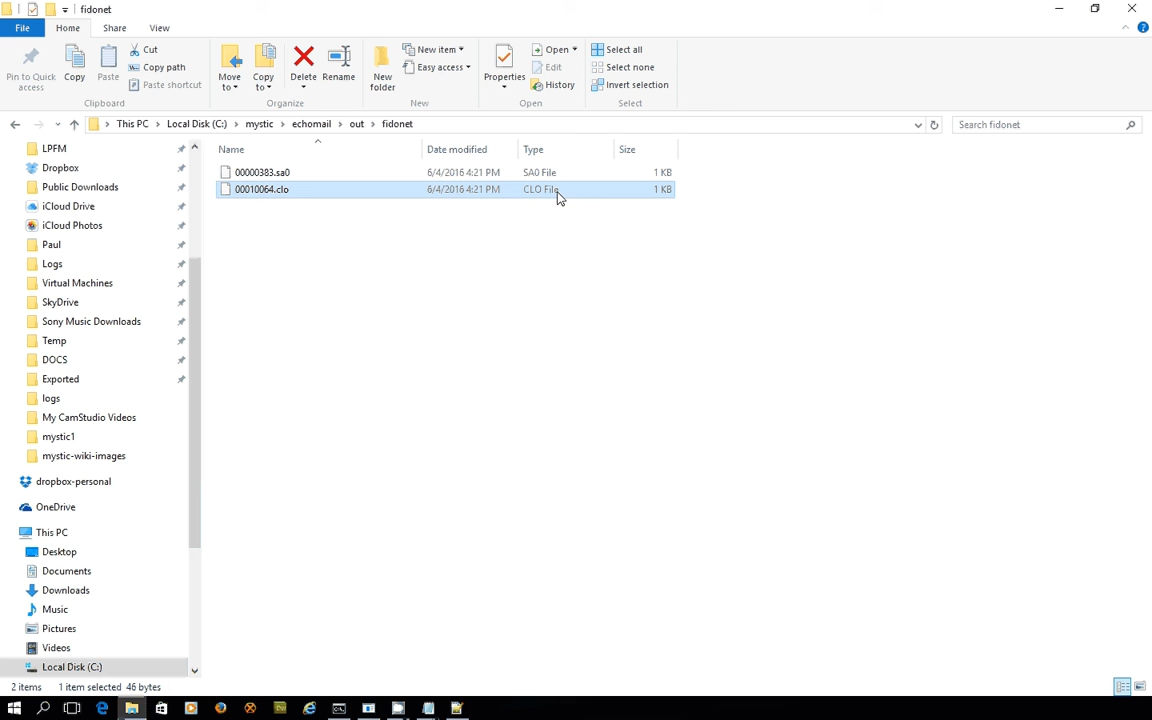 fidonet
File
Home
Share
View
Pin to Quick access
Copy
Paste
Cut
Copy path
Paste shortcut
Clipboard
Move to
Copy to
Delete
Rename
Organize
New folder
New item
Easy access
New
Properties
Open
Edit
History
Open
Select all
Select none
Invert selection
Select
This PC
Local Disk (C:)
mystic
echomail
out
fidonet
Search fidonet
Name
Date modified
Type
Size
00000383.sa0 6/4/2016 4:21 PM SA0 File 1 KB
00010064.clo 6/4/2016 4:21 PM CLO File 1 KB
LPFM
Dropbox
Public Downloads
iCloud Drive
iCloud Photos
Paul
Logs
Virtual Machines
SkyDrive
Sony Music Downloads
Temp
DOCS
Exported
logs
My CamStudio Videos
mystic1
mystic-wiki-images
dropbox-personal
OneDrive
This PC
Desktop
Documents
Downloads
Music
Pictures
Videos
Local Disk (C:)
2 items 1 item selected 46 bytes